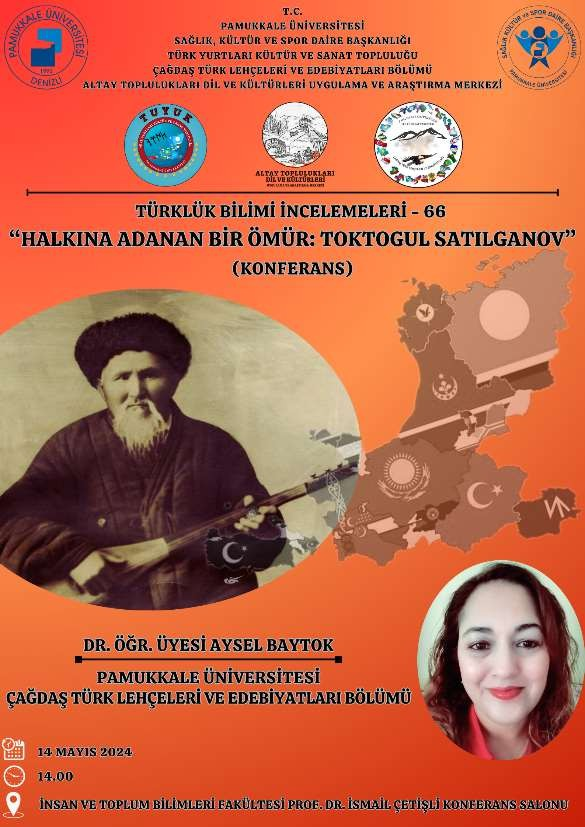 PAMUKKALE ÜNİVERSİTESİ
1992
DENİZLİ
T.C.
PAMUKKALE ÜNİVERSİTESİ
SAĞLIK, KÜLTÜR VE SPOR DAİRE BAŞKANLIĞI
TÜRK YURTLARI KÜLTÜR VE SANAT TOPLULUĞU
ÇAĞDAŞ TÜRK LEHÇELERİ VE EDEBİYATLARI BÖLÜMÜ
ALTAY TOPLULUKLARI DİL VE KÜLTÜRLERİ UYGULAMA VE ARAŞTIRMA MERKEZİ
SAĞLIK KÜLTÜR ve SPOR DAİRE BAŞKANLIĞI
PAMUKKALE ÜNİVERSİTESİ
TUYUK
ALTAY TOPLULUKLARI
DİL VE KÜLTÜRLERİ
TÜRKLÜK BİLİMİ İNCELEMELERİ - 66
“HALKINA ADANAN BİR ÖMÜR: TOKTOGUL SATILGANOV”
(KONFERANS)
DR. ÖĞR. ÜYESİ AYSEL BAYTOK
PAMUKKALE ÜNİVERSİTESİ
ÇAĞDAŞ TÜRK LEHÇELERİ VE EDEBİYATLARI BÖLÜMÜ
14 MAYIS 2024
14.00
İNSAN VE TOPLUM BİLİMLERİ FAKÜLTESİ PROF. DR. İSMAİL ÇETİŞLİ KONFERANS SALONU